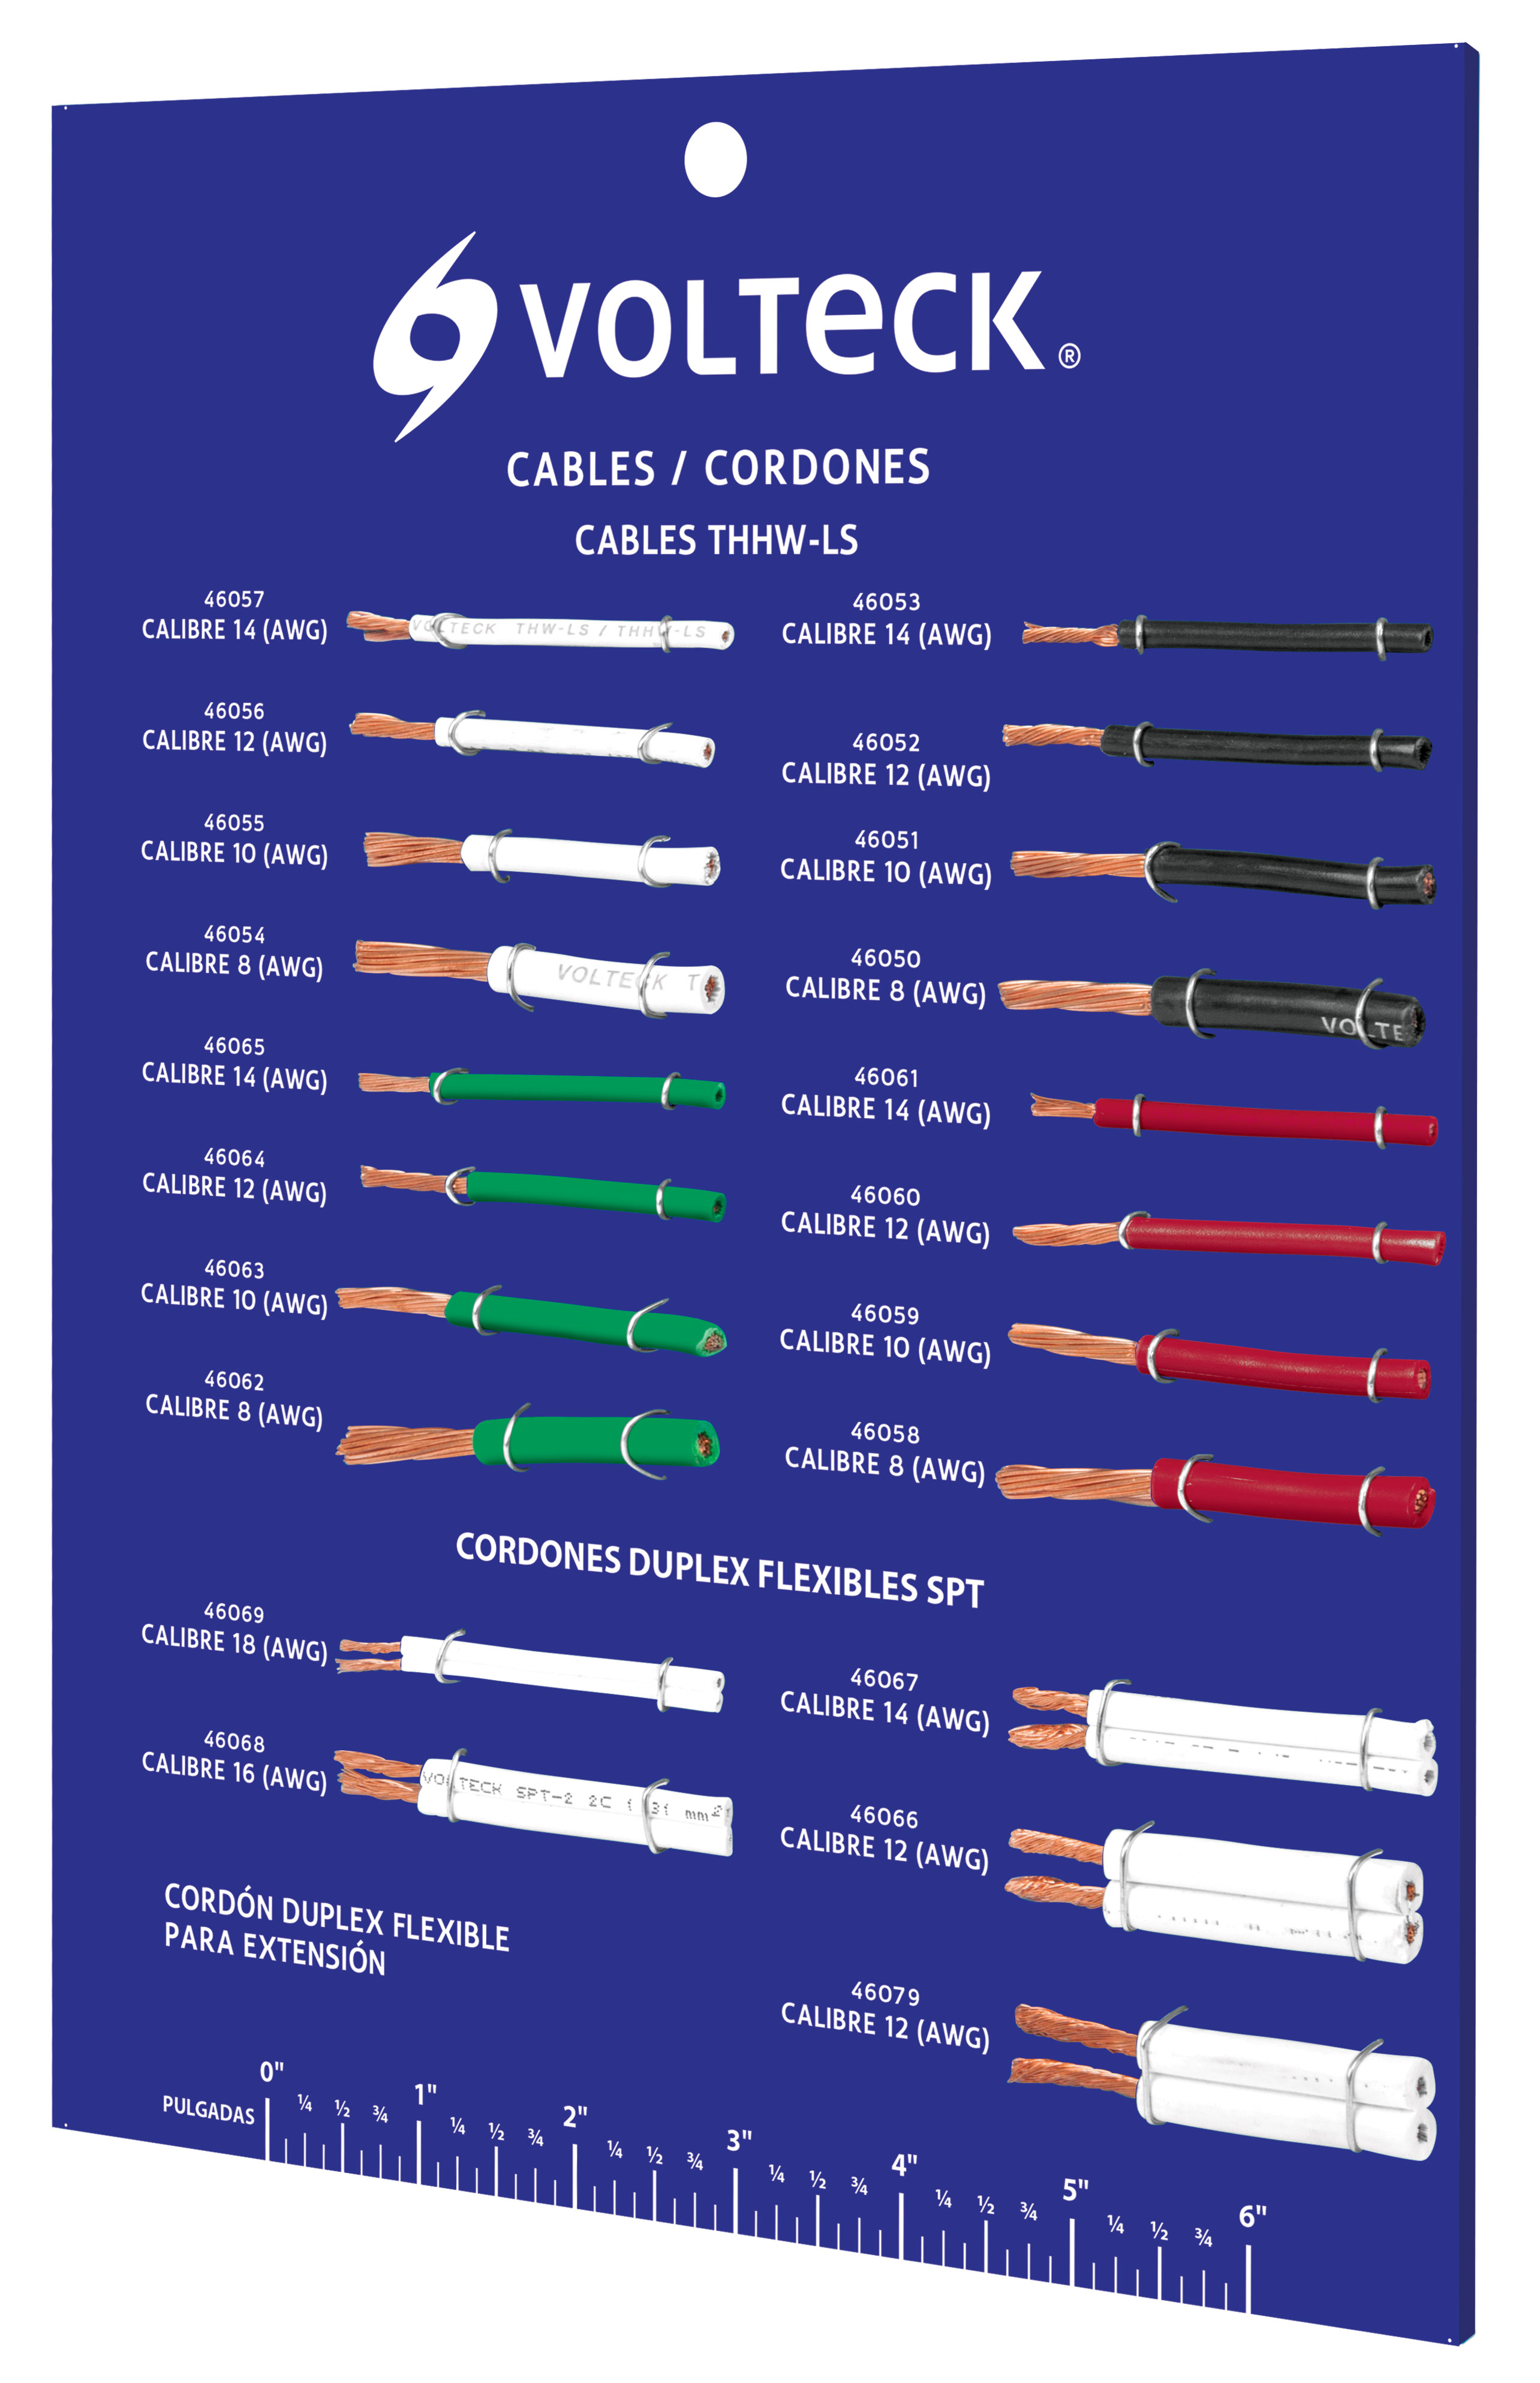 VOLTECK®
CABLES / CORDONES
CABLES THHW-LS
46057
CALIBRE 14 (AWG)
VOLTECK THW-LS / THHW-LS
46056
CALIBRE 12 (AWG)
46055
CALIBRE 10 (AWG)
46054
CALIBRE 8 (AWG)
VOLTECK T
46065
CALIBRE 14 (AWG)
46064
CALIBRE 12 (AWG)
46063
CALIBRE 10 (AWG)
46062
CALIBRE 8 (AWG)
46053
CALIBRE 14 (AWG)
46052
CALIBRE 12 (AWG)
46051
CALIBRE 10 (AWG)
46050
CALIBRE 8 (AWG)
VOLTE
46061
CALIBRE 14 (AWG)
46060
CALIBRE 12 (AWG)
46059
CALIBRE 10 (AWG)
46058
CALIBRE 8 (AWG)
CORDONES DUPLEX FLEXIBLES SPT
46069
CALIBRE 18 (AWG)
46068
CALIBRE 16 (AWG)
VOLTECK SPT-2 2C 1 31 mm²
46067
CALIBRE 14 (AWG)
46066
CALIBRE 12 (AWG)
CORDÓN DUPLEX FLEXIBLE
PARA EXTENSIÓN
46079
CALIBRE 12 (AWG)
PULGADAS 0" ¼ ½ ¾ 1" ¼ ½ ¾ 2" ¼ ½ ¾ 3" ¼ ½ ¾ 4" ¼ ½ ¾ 5" ¼ ½ ¾ 6"